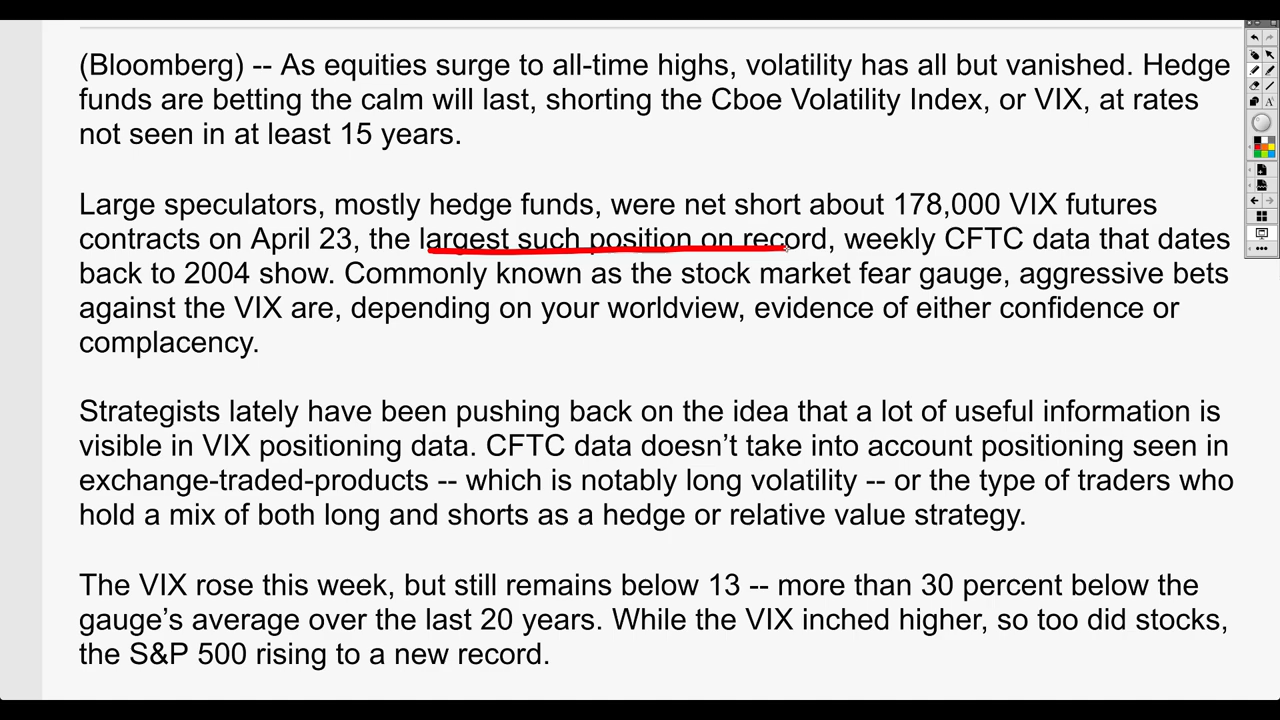 (Bloomberg) -- As equities surge to all-time highs, volatility has all but vanished. Hedge
funds are betting the calm will last, shorting the Cboe Volatility Index, or VIX, at rates
not seen in at least 15 years.
Large speculators, mostly hedge funds, were net short about 178,000 VIX futures
contracts on April 23, the largest such position on record, weekly CFTC data that dates
back to 2004 show. Commonly known as the stock market fear gauge, aggressive bets
against the VIX are, depending on your worldview, evidence of either confidence or
complacency.
Strategists lately have been pushing back on the idea that a lot of useful information is
visible in VIX positioning data. CFTC data doesn’t take into account positioning seen in
exchange-traded-products -- which is notably long volatility -- or the type of traders who
hold a mix of both long and shorts as a hedge or relative value strategy.
The VIX rose this week, but still remains below 13 -- more than 30 percent below the
gauge’s average over the last 20 years. While the VIX inched higher, so too did stocks,
the S&P 500 rising to a new record.